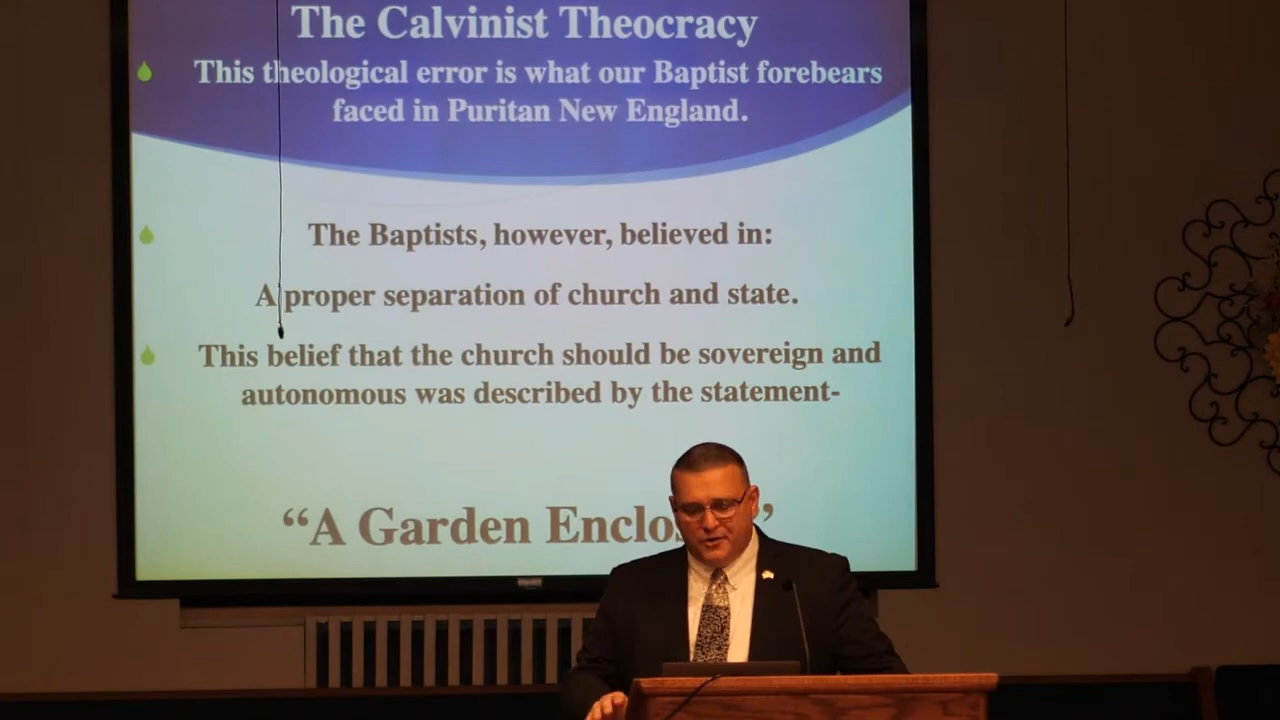 The Calvinist Theocracy
This theological error is what our Baptist forebears
faced in Puritan New England.
The Baptists, however, believed in:
A proper separation of church and state.
This belief that the church should be sovereign and
autonomous was described by the statement-
“A Garden